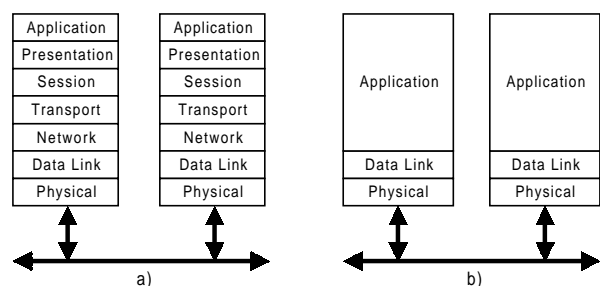 Application Application Application Application
Presentation Presentation
Session Session
Transport Transport
Network Network
Data Link Data Link Data Link Data Link
Physical Physical Physical Physical
a) b)